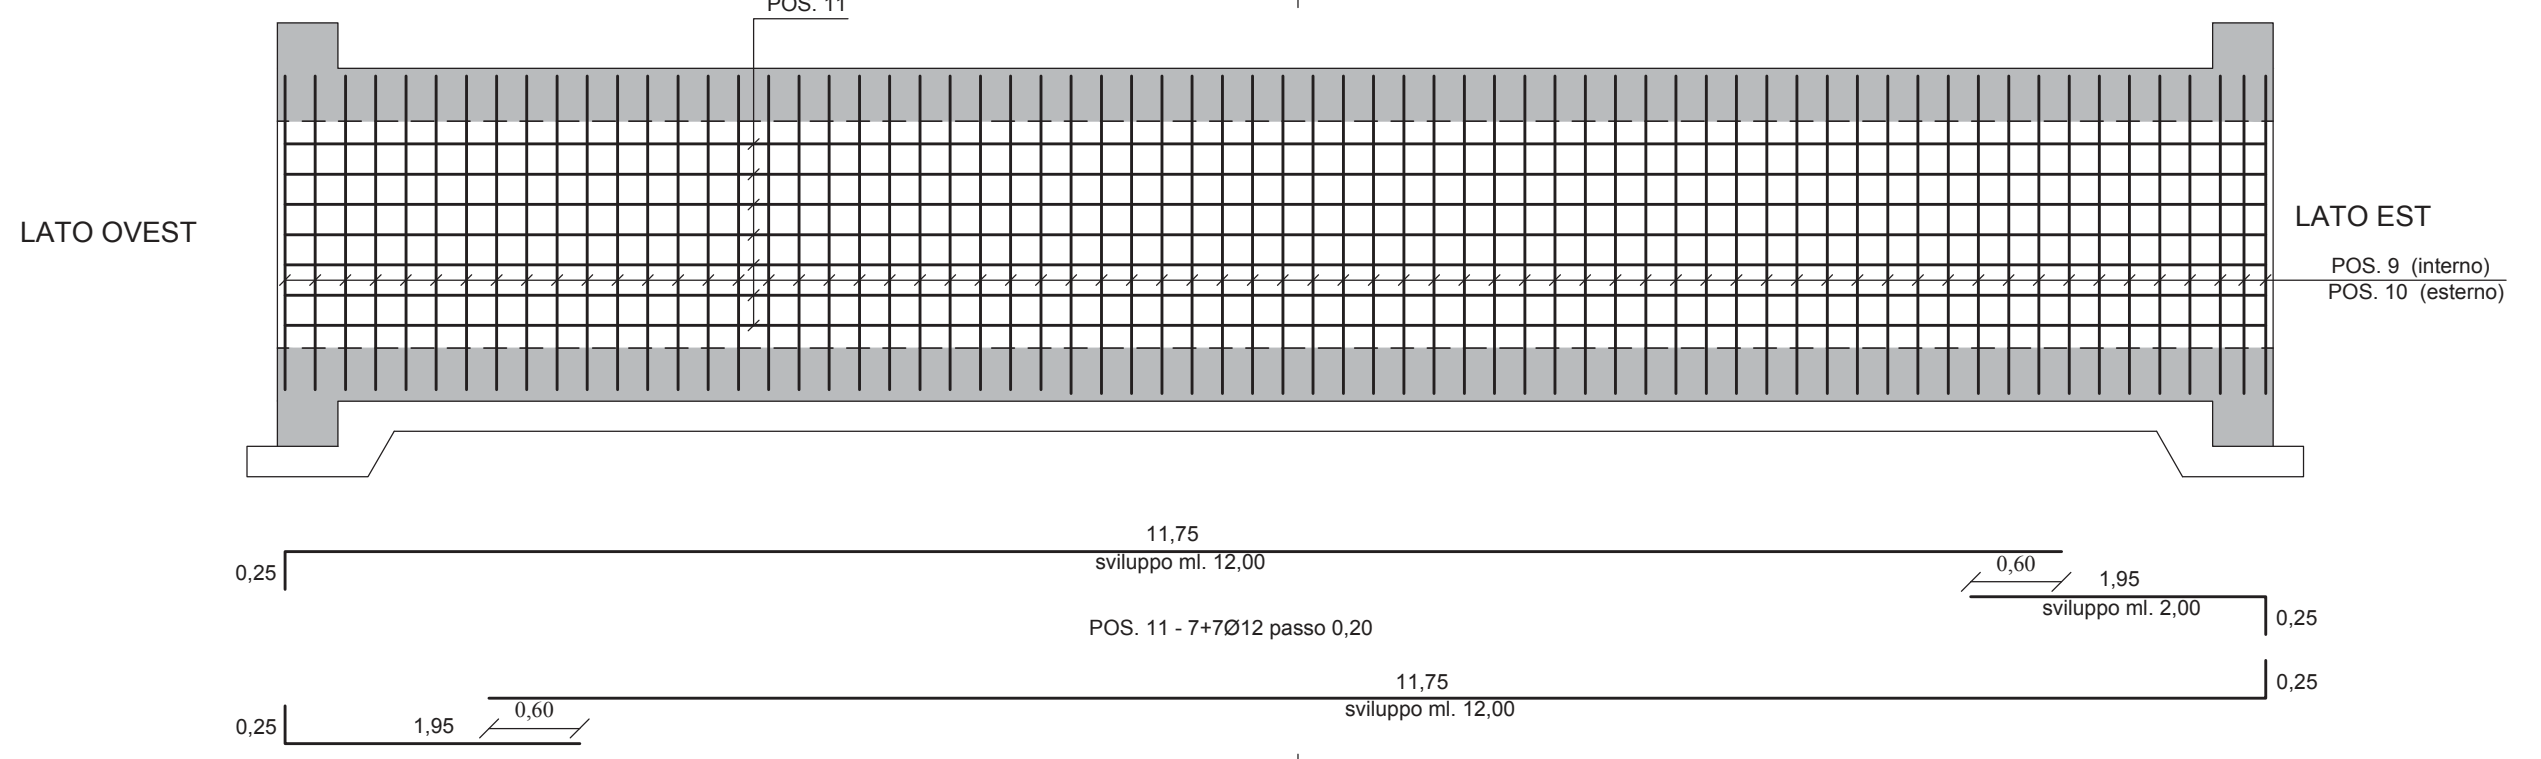 POS. 11
LATO OVEST
LATO EST
POS. 9 (interno)
POS. 10 (esterno)
11,75
sviluppo ml. 12,00
0,25
0,60
1,95
sviluppo ml. 2,00
0,25
POS. 11 - 7+7Ø12 passo 0,20
11,75
sviluppo ml. 12,00
0,25
0,60
1,95
0,25